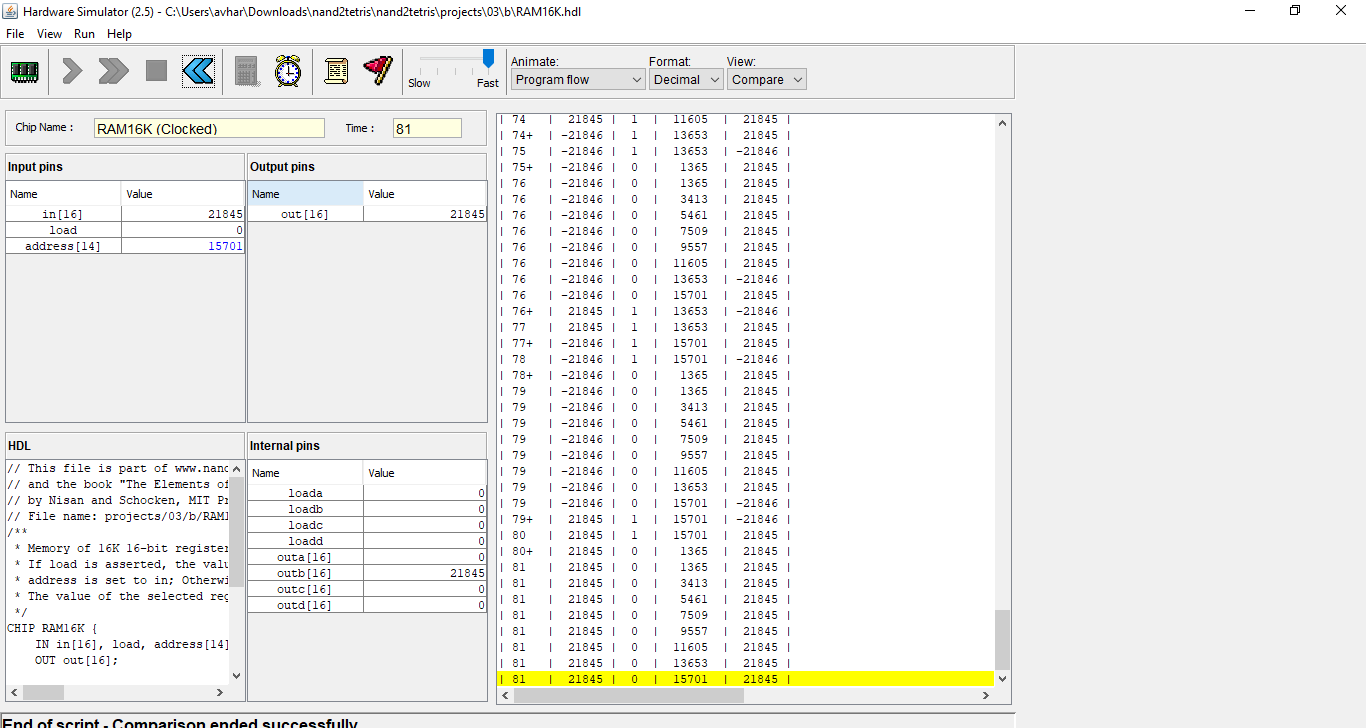 Hardware Simulator (2.5) - C:\Users\avhar\Downloads\nand2tetris\nand2tetris\projects\03\b\RAM16K.hdl
File View Run Help
Slow Fast
Animate: Format: View:
Program flow Decimal Compare
Chip Name : RAM16K (Clocked) Time : 81
Input pins
Name Value
in[16] 21845
load 0
address[14] 15701
Output pins
Name Value
out[16] 21845
HDL
// This file is part of www.nand
// and the book "The Elements of
// by Nisan and Schocken, MIT Pr
// File name: projects/03/b/RAM1
/**
* Memory of 16K 16-bit register
* If load is asserted, the valu
* address is set to in; Otherwi
* The value of the selected reg
*/
CHIP RAM16K {
IN in[16], load, address[14]
OUT out[16];
Internal pins
Name Value
loada 0
loadb 0
loadc 0
loadd 0
outa[16] 0
outb[16] 21845
outc[16] 0
outd[16] 0
| 74 | 21845 | 1 | 11605 | 21845 |
| 74+ | -21846 | 1 | 13653 | 21845 |
| 75 | -21846 | 1 | 13653 | -21846 |
| 75+ | -21846 | 0 | 1365 | 21845 |
| 76 | -21846 | 0 | 1365 | 21845 |
| 76 | -21846 | 0 | 3413 | 21845 |
| 76 | -21846 | 0 | 5461 | 21845 |
| 76 | -21846 | 0 | 7509 | 21845 |
| 76 | -21846 | 0 | 9557 | 21845 |
| 76 | -21846 | 0 | 11605 | 21845 |
| 76 | -21846 | 0 | 13653 | -21846 |
| 76 | -21846 | 0 | 15701 | 21845 |
| 76+ | 21845 | 1 | 13653 | -21846 |
| 77 | 21845 | 1 | 13653 | 21845 |
| 77+ | -21846 | 1 | 15701 | 21845 |
| 78 | -21846 | 1 | 15701 | -21846 |
| 78+ | -21846 | 0 | 1365 | 21845 |
| 79 | -21846 | 0 | 1365 | 21845 |
| 79 | -21846 | 0 | 3413 | 21845 |
| 79 | -21846 | 0 | 5461 | 21845 |
| 79 | -21846 | 0 | 7509 | 21845 |
| 79 | -21846 | 0 | 9557 | 21845 |
| 79 | -21846 | 0 | 11605 | 21845 |
| 79 | -21846 | 0 | 13653 | 21845 |
| 79 | -21846 | 0 | 15701 | -21846 |
| 79+ | 21845 | 1 | 15701 | -21846 |
| 80 | 21845 | 1 | 15701 | 21845 |
| 80+ | 21845 | 0 | 1365 | 21845 |
| 81 | 21845 | 0 | 1365 | 21845 |
| 81 | 21845 | 0 | 3413 | 21845 |
| 81 | 21845 | 0 | 5461 | 21845 |
| 81 | 21845 | 0 | 7509 | 21845 |
| 81 | 21845 | 0 | 9557 | 21845 |
| 81 | 21845 | 0 | 11605 | 21845 |
| 81 | 21845 | 0 | 13653 | 21845 |
| 81 | 21845 | 0 | 15701 | 21845 |
End of script - Comparison ended successfully